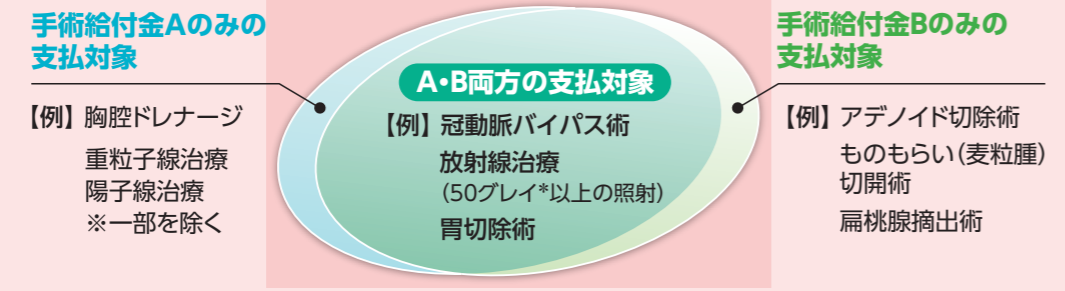 手術給付金Aのみの
支払対象
【例】胸腔ドレナージ
重粒子線治療
陽子線治療
※一部を除く
A・B両方の支払対象
【例】冠動脈バイパス術
放射線治療
(50グレイ*以上の照射)
胃切除術
手術給付金Bのみの
支払対象
【例】アデノイド切除術
ものもらい(麦粒腫)
切開術
扁桃腺摘出術